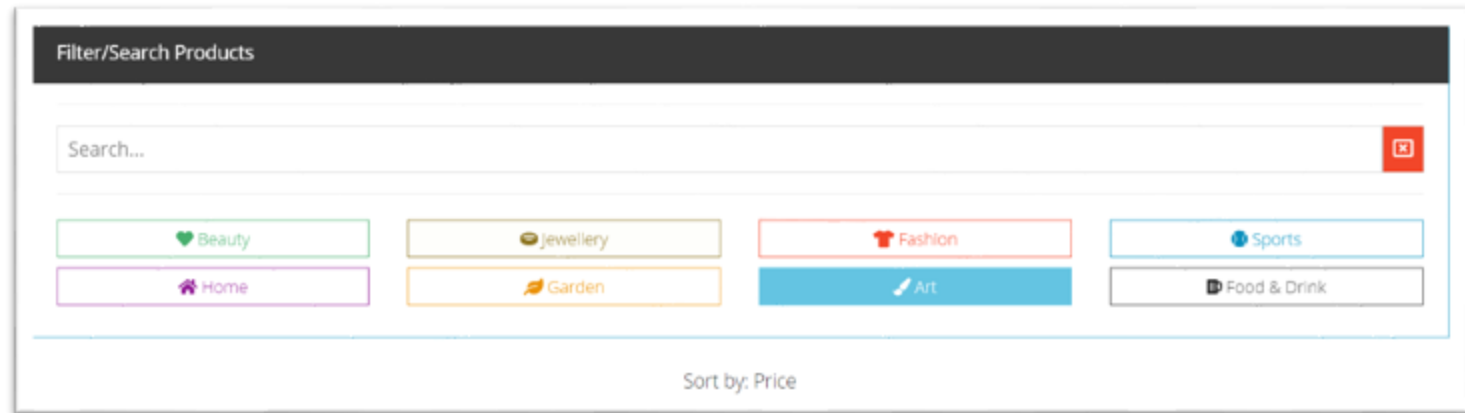 Filter/Search Products
Search...
Beauty Jewellery Fashion Sports
Home Garden Art Food & Drink
Sort by: Price